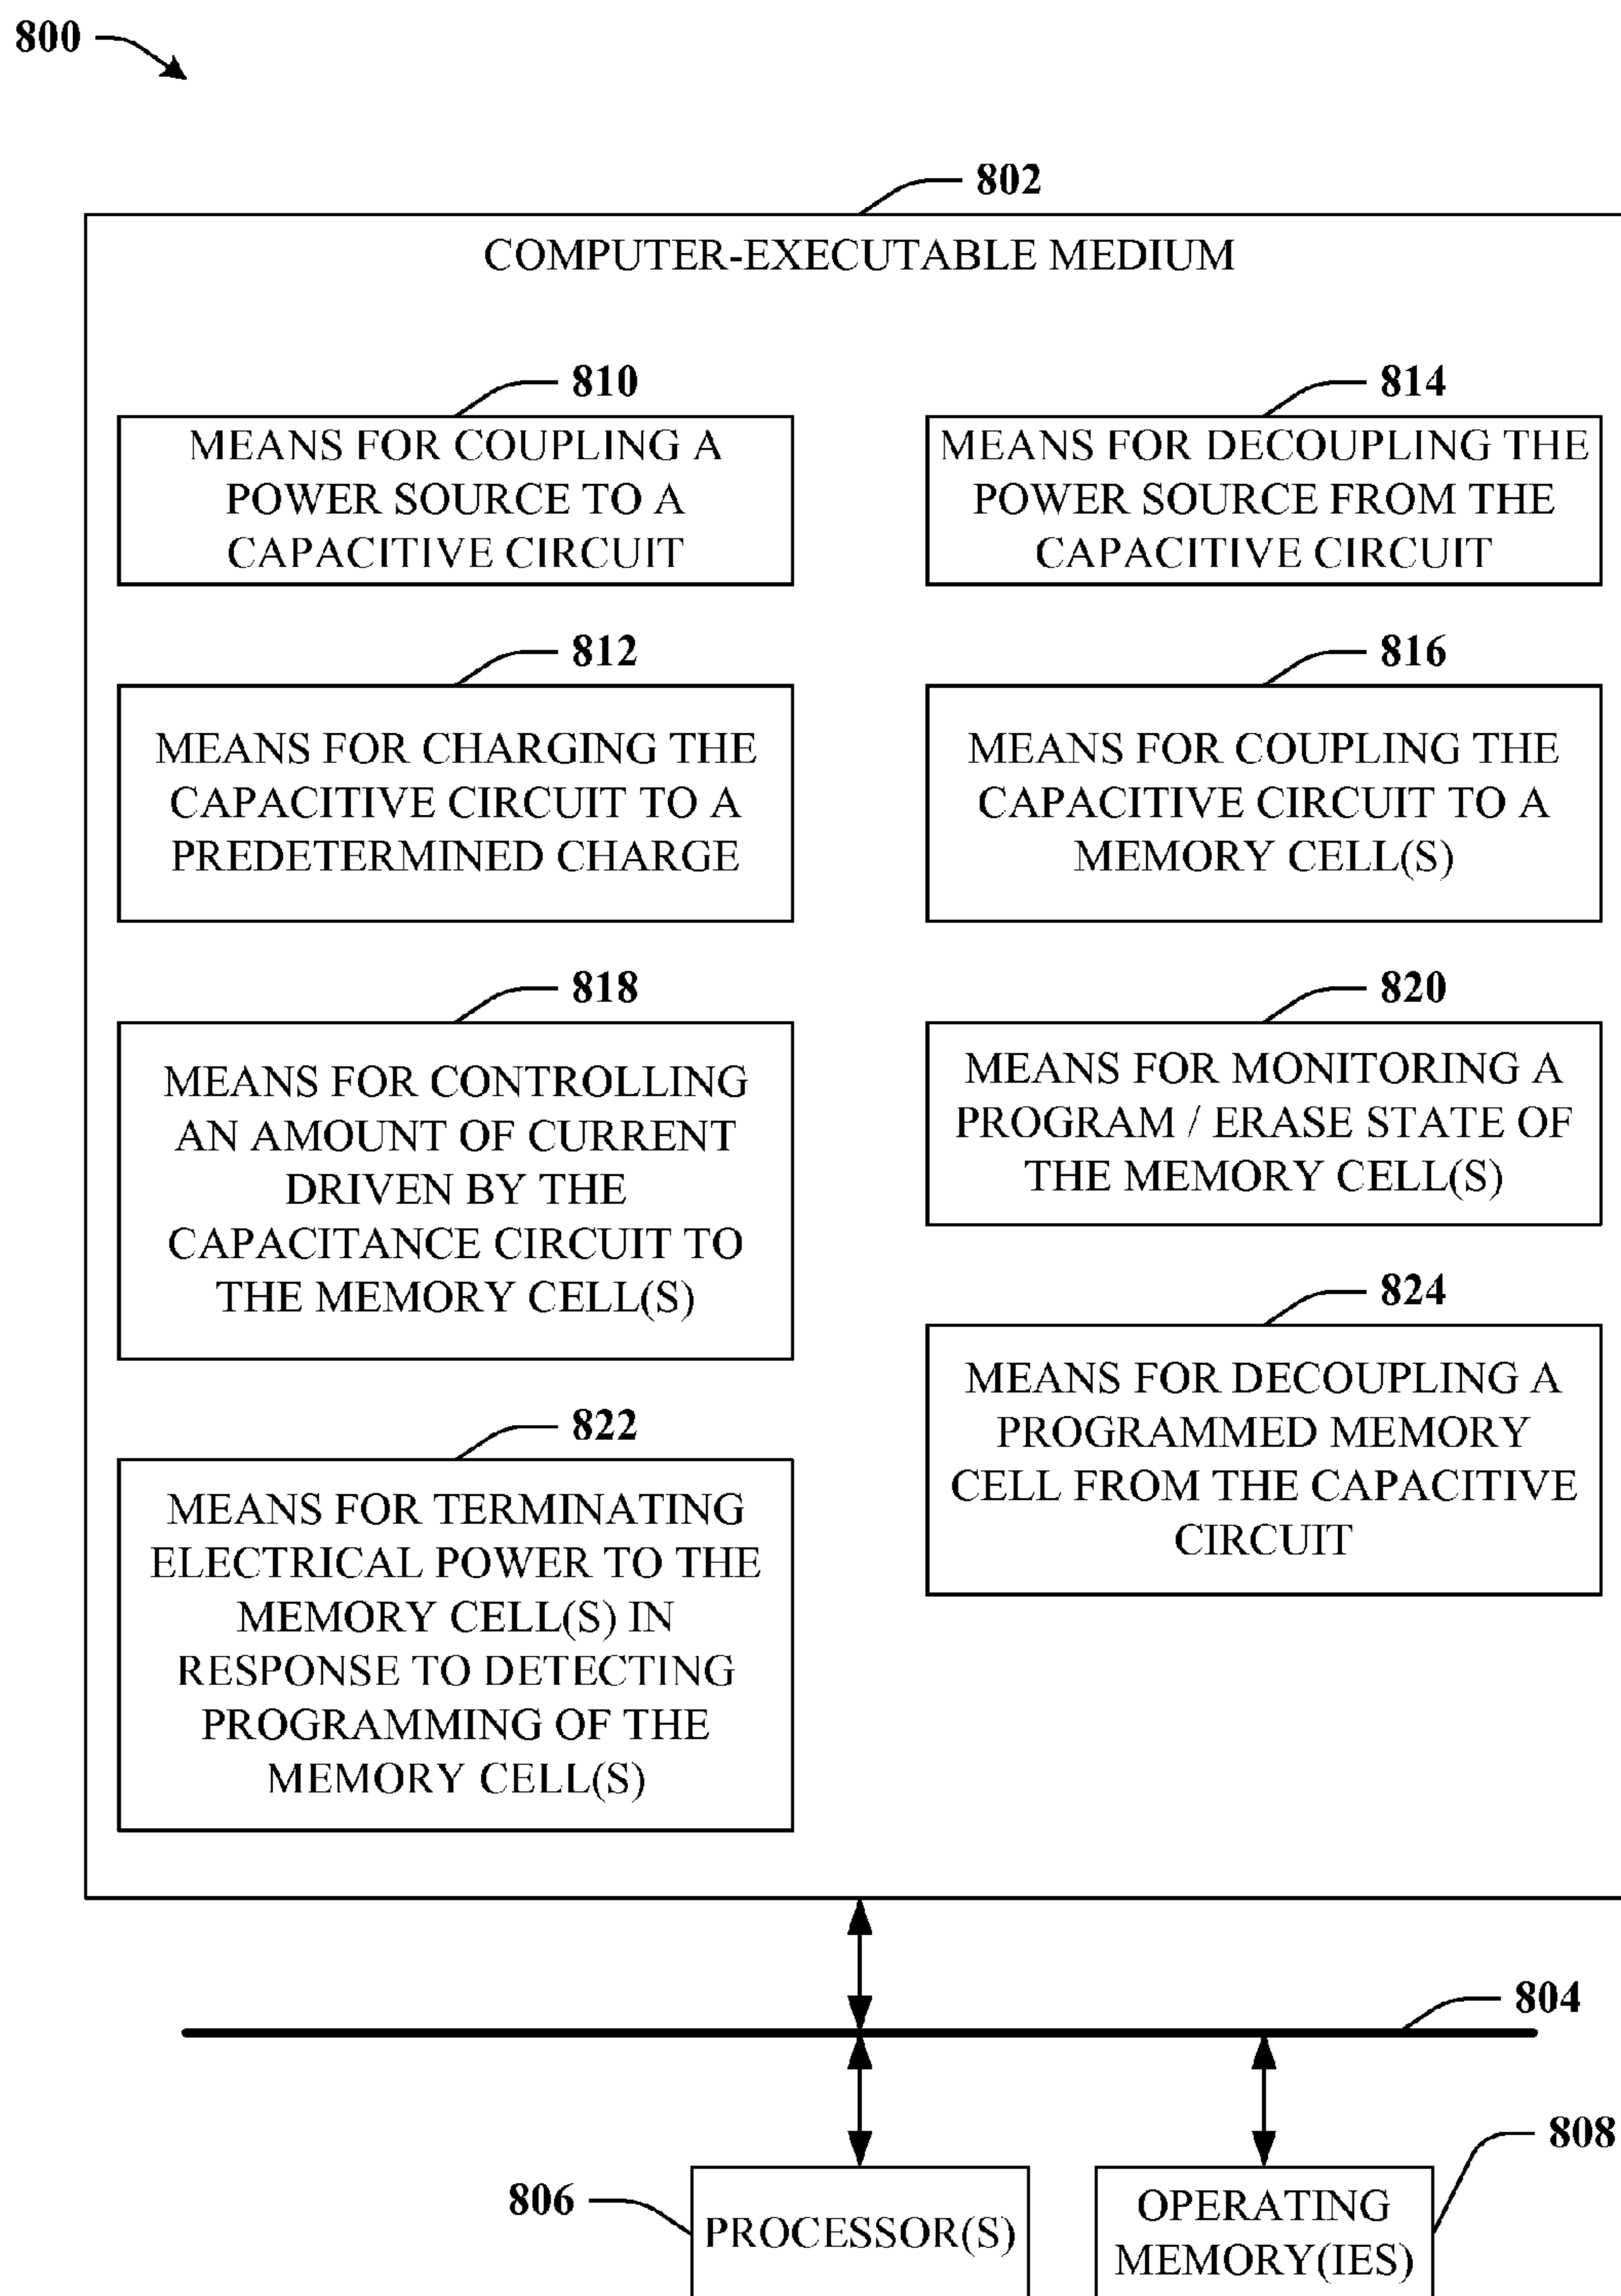 800
802
COMPUTER-EXECUTABLE MEDIUM
810
MEANS FOR COUPLING A
POWER SOURCE TO A
CAPACITIVE CIRCUIT
814
MEANS FOR DECOUPLING THE
POWER SOURCE FROM THE
CAPACITIVE CIRCUIT
812
MEANS FOR CHARGING THE
CAPACITIVE CIRCUIT TO A
PREDETERMINED CHARGE
816
MEANS FOR COUPLING THE
CAPACITIVE CIRCUIT TO A
MEMORY CELL(S)
818
MEANS FOR CONTROLLING
AN AMOUNT OF CURRENT
DRIVEN BY THE
CAPACITANCE CIRCUIT TO
THE MEMORY CELL(S)
820
MEANS FOR MONITORING A
PROGRAM / ERASE STATE OF
THE MEMORY CELL(S)
822
MEANS FOR TERMINATING
ELECTRICAL POWER TO THE
MEMORY CELL(S) IN
RESPONSE TO DETECTING
PROGRAMMING OF THE
MEMORY CELL(S)
824
MEANS FOR DECOUPLING A
PROGRAMMED MEMORY
CELL FROM THE CAPACITIVE
CIRCUIT
804
806
PROCESSOR(S)
808
OPERATING
MEMORY(IES)